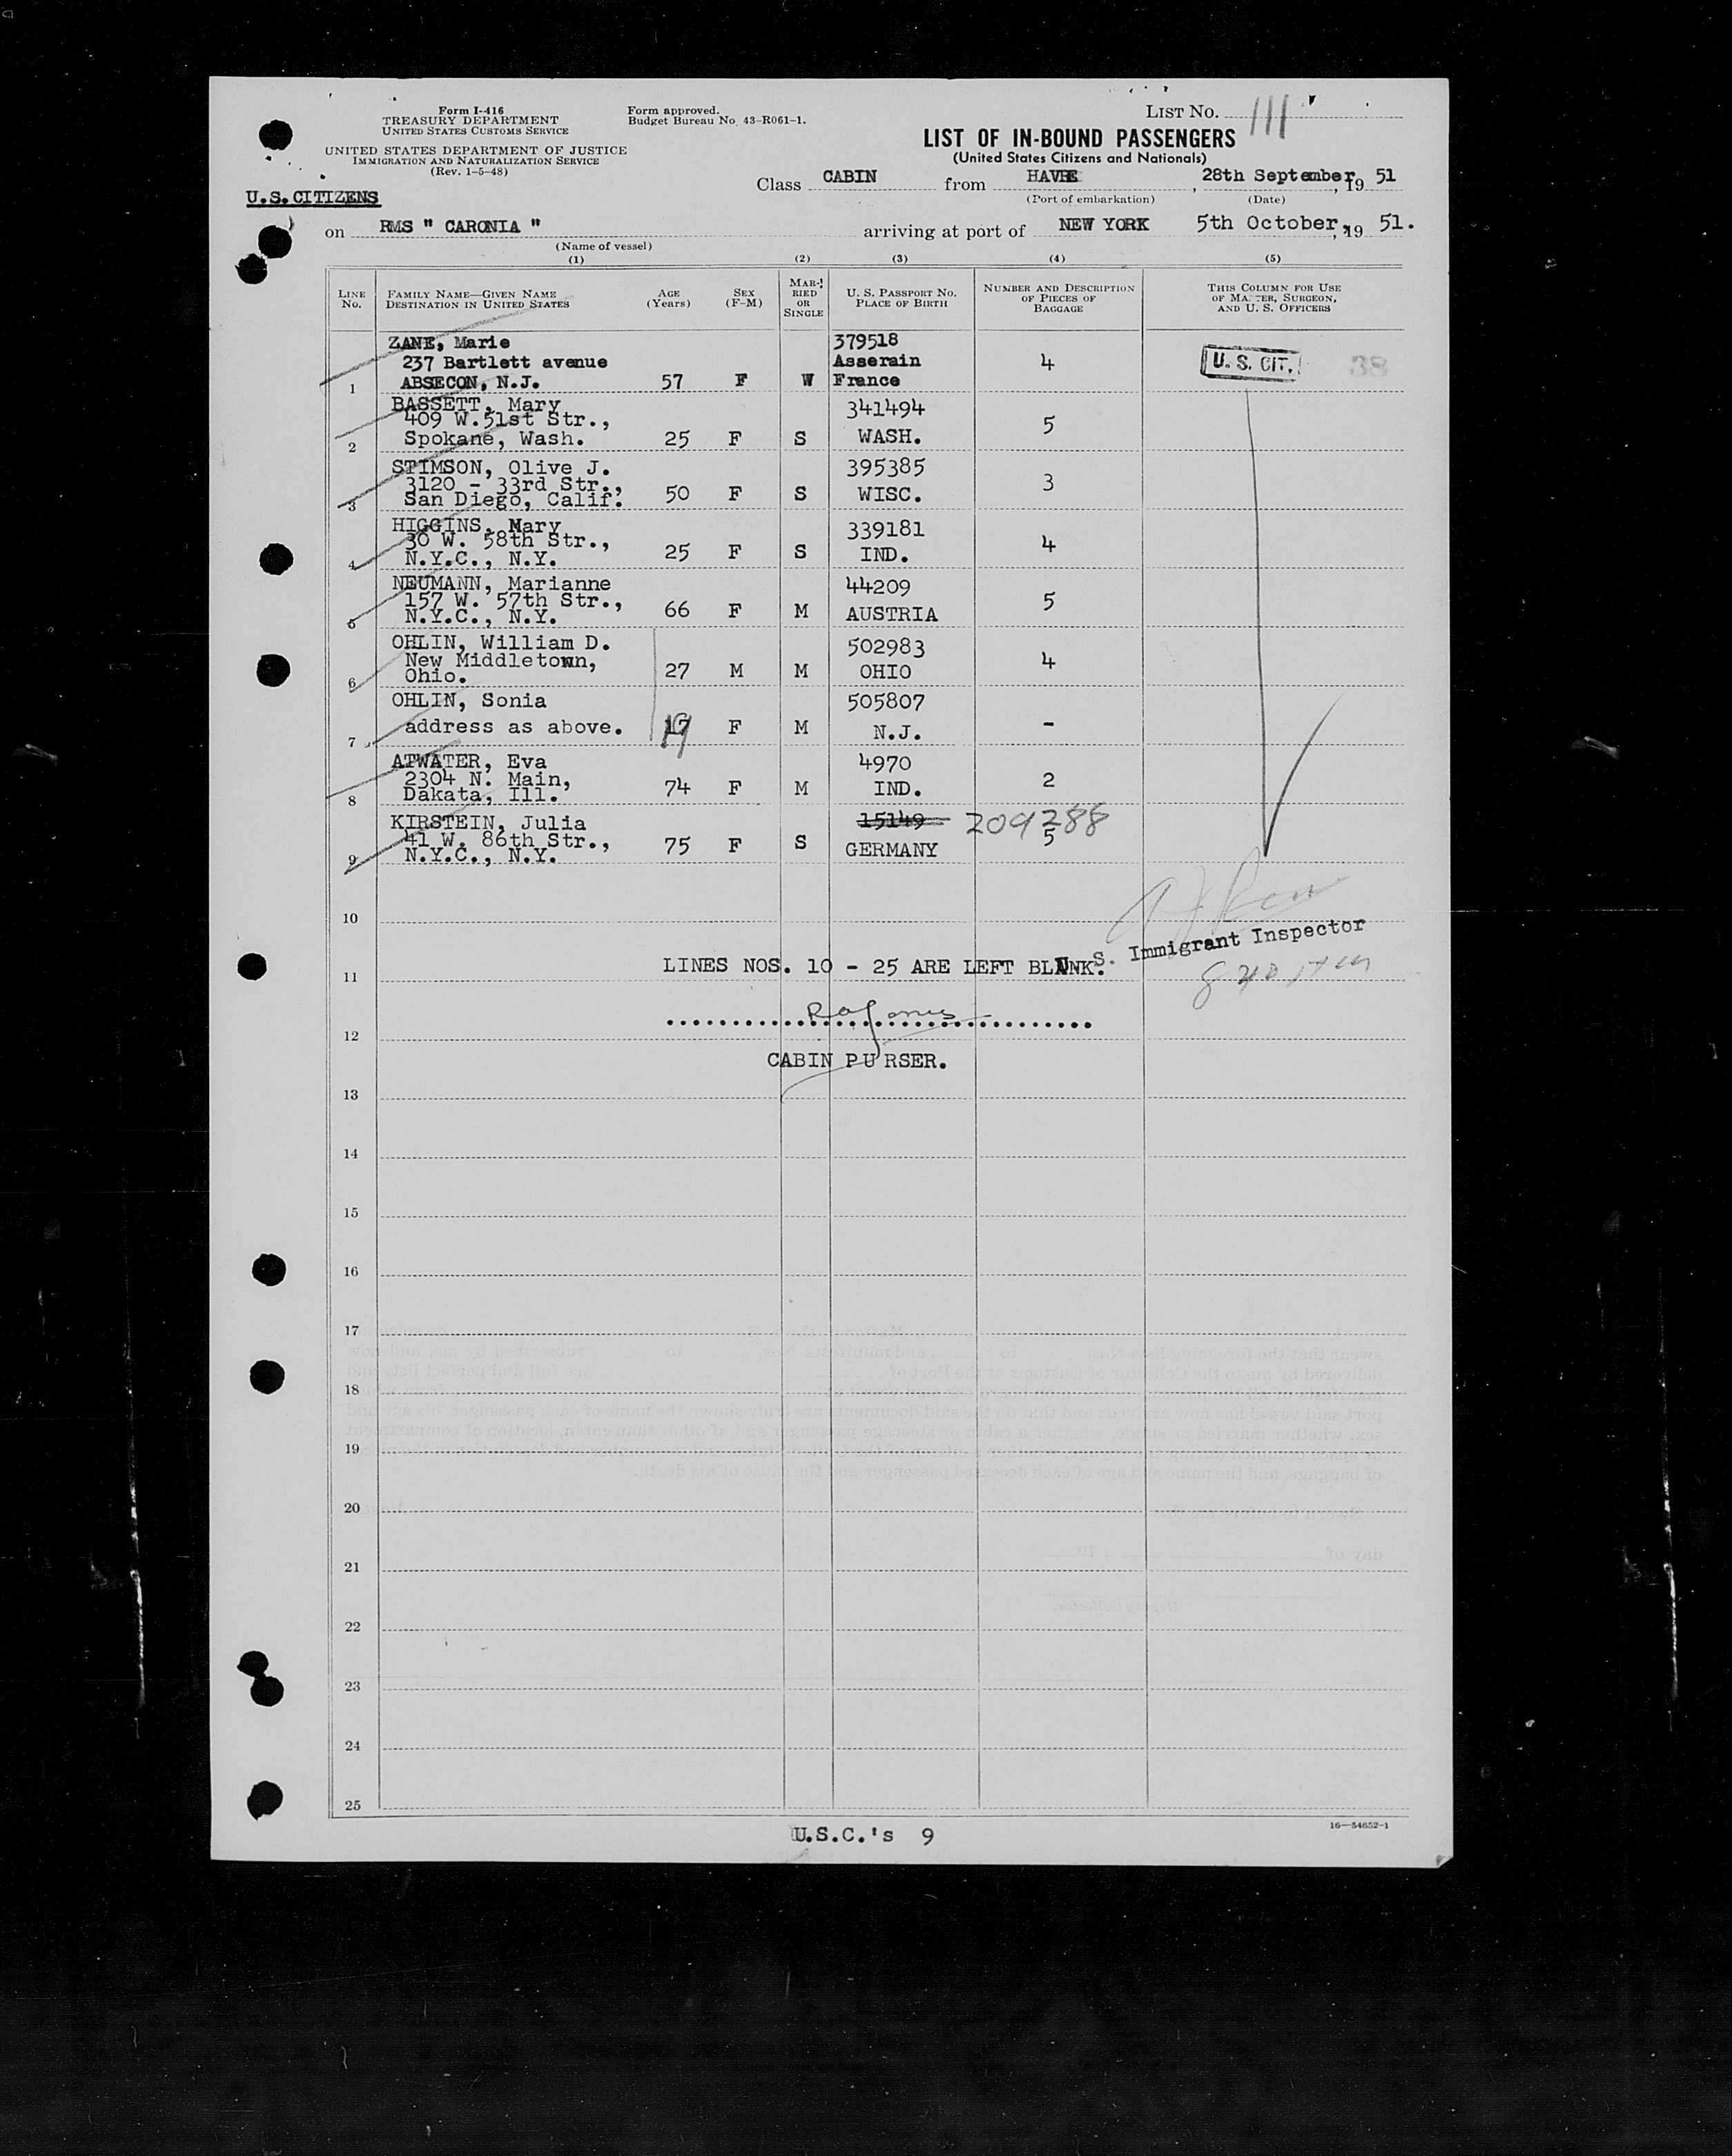 Form I-416
TREASURY DEPARTMENT
UNITED STATES CUSTOMS SERVICE
UNITED STATES DEPARTMENT OF JUSTICE
IMMIGRATION AND NATURALIZATION SERVICE
(Rev. 1-5-48)
Form approved.
Budget Bureau No. 43-R061-1.
LIST No. 111
LIST OF IN-BOUND PASSENGERS
(United States Citizens and Nationals)
U.S.CITIZENS
Class CABIN from HAVRE, 28th September, 19 51
(Port of embarkation) (Date)
on RMS " CARONIA " arriving at port of NEW YORK 5th October, 19 51.
(Name of vessel)
(1) (2) (3) (4) (5)
LINE No.
FAMILY NAME—GIVEN NAME
DESTINATION IN UNITED STATES
AGE (Years)
SEX (F-M)
MARRIED OR SINGLE
U. S. PASSPORT No.
PLACE OF BIRTH
NUMBER AND DESCRIPTION OF PIECES OF BAGGAGE
THIS COLUMN FOR USE OF MASTER, SURGEON, AND U. S. OFFICERS
ZANE, Marie 379518
237 Bartlett avenue Asserain 4 U. S. CIT. 38
1 ABSECON, N.J. 57 F W France
BASSETT, Mary 341494
409 W.51st Str., 5
2 Spokane, Wash. 25 F S WASH.
STIMSON, Olive J. 395385
3120 - 33rd Str., 3
3 San Diego, Calif. 50 F S WISC.
HIGGINS, Mary 339181
30 W. 58th Str., 4
4 N.Y.C., N.Y. 25 F S IND.
NEUMANN, Marianne 44209
157 W. 57th Str., 5
5 N.Y.C., N.Y. 66 F M AUSTRIA
OHLIN, William D. 502983
New Middletown, 4
6 Ohio. 27 M M OHIO
OHLIN, Sonia 505807
7 address as above. 19 F M N.J. -
ATWATER, Eva 4970
2304 N. Main, 2
8 Dakata, Ill. 74 F M IND.
KIRSTEIN, Julia 15149 209288
41 W. 86th Str., 5
9 N.Y.C., N.Y. 75 F S GERMANY
10
U. S. Immigrant Inspector
LINES NOS. 10 - 25 ARE LEFT BLANK.
11
12
CABIN PURSER.
13
14
15
16
17
18
19
20
21
22
23
24
25
16—54652-1
U.S.C.'s 9